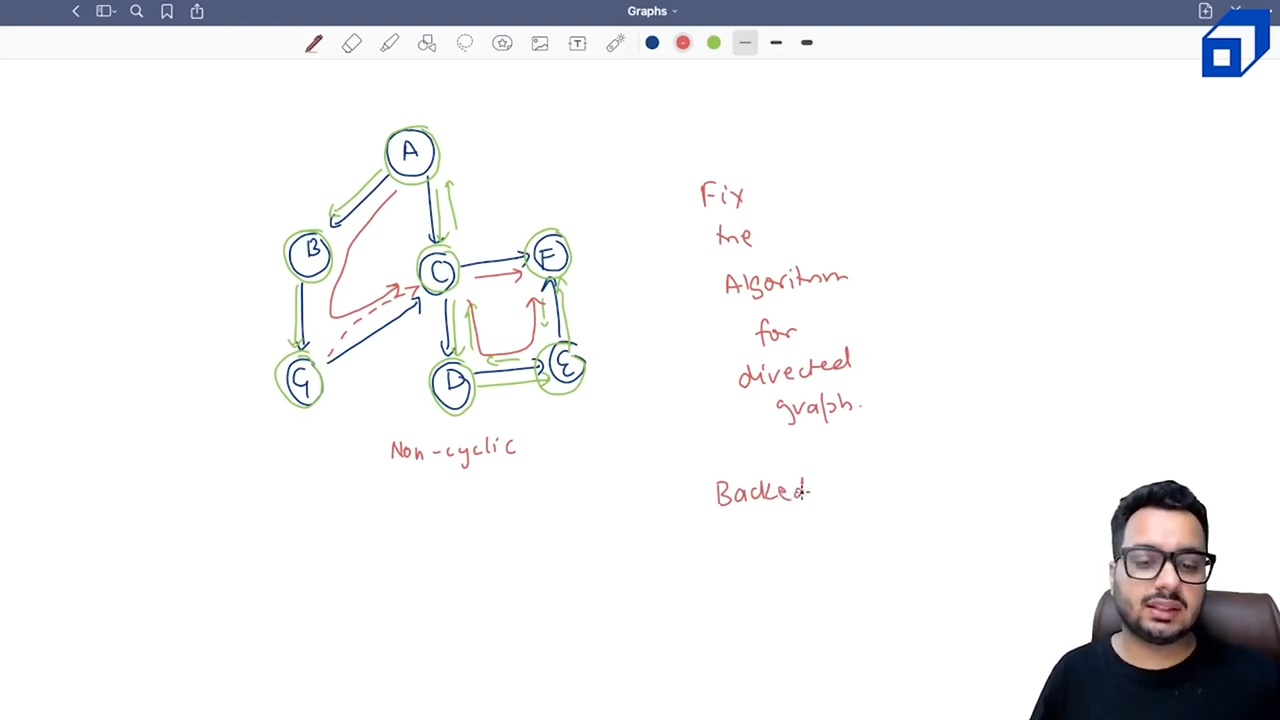 Graphs
T
A
B
C
F
G
D
E
Non-cyclic
Fix
the
Algorithm
for
directed
graph.
Backed